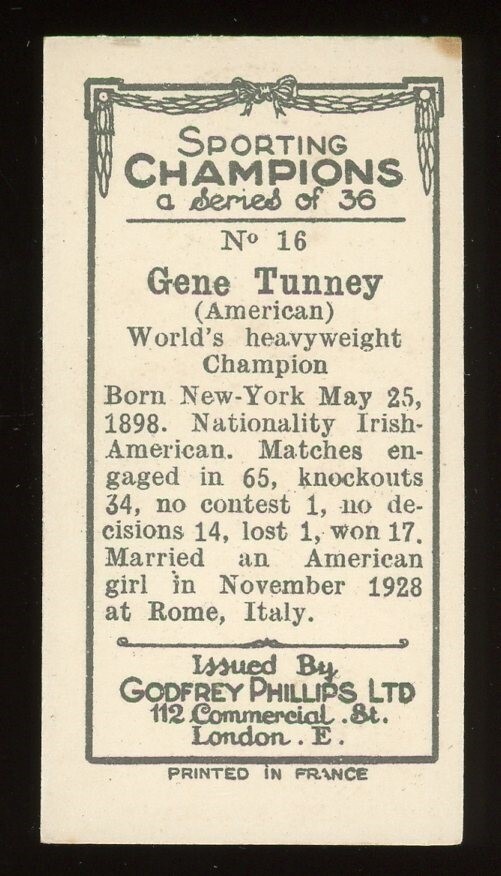 SPORTING
CHAMPIONS
a series of 36
No 16
Gene Tunney
(American)
World's heavyweight
Champion
Born New-York May 25,
1898. Nationality Irish-
American. Matches en-
gaged in 65, knockouts
34, no contest 1, no de-
cisions 14, lost 1, won 17.
Married an American
girl in November 1928
at Rome, Italy.
Issued By
GODFREY PHILLIPS LTD
112 Commercial . St.
London . E .
PRINTED IN FRANCE